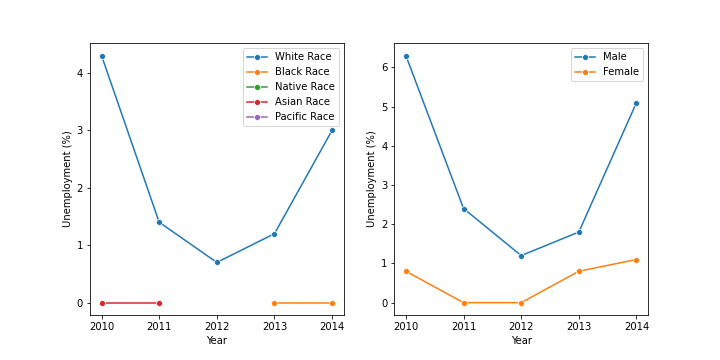 White Race
Black Race
Native Race
Asian Race
Pacific Race
4
3
2
1
0
Unemployment (%)
2010 2011 2012 2013 2014
Year
Male
Female
6
5
4
3
2
1
0
Unemployment (%)
2010 2011 2012 2013 2014
Year